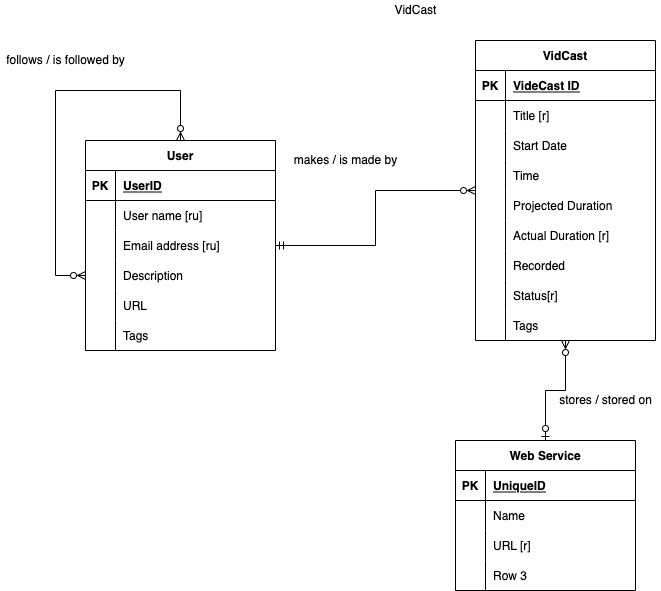 VidCast
follows / is followed by
User
PK UserID
User name [ru]
Email address [ru]
Description
URL
Tags
makes / is made by
VidCast
PK VideCast ID
Title [r]
Start Date
Time
Projected Duration
Actual Duration [r]
Recorded
Status[r]
Tags
stores / stored on
Web Service
PK UniqueID
Name
URL [r]
Row 3